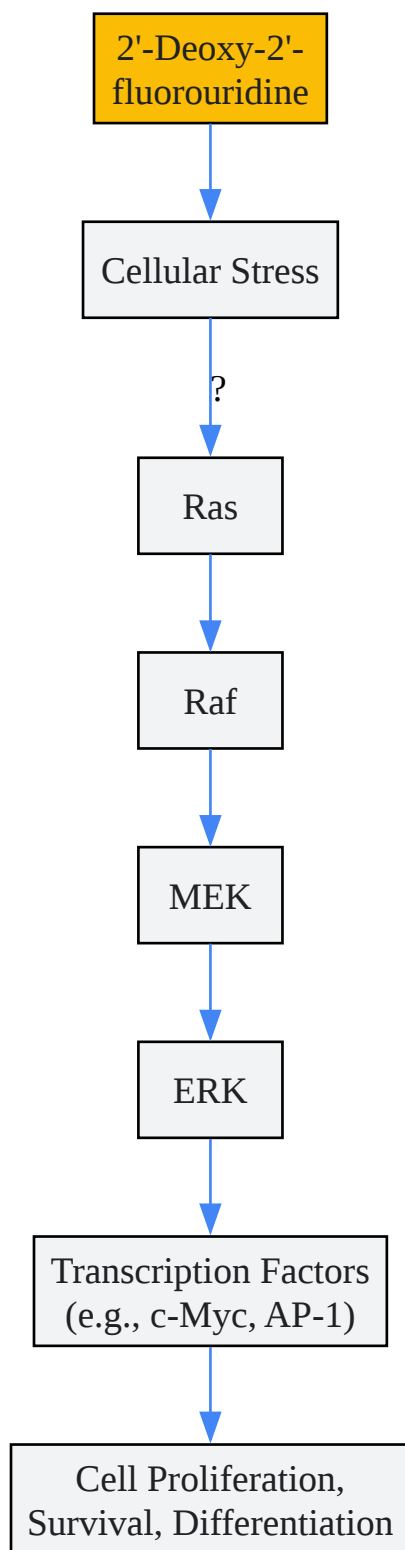 2'-Deoxy-2'-
fluorouridine
Cellular Stress
?
Ras
Raf
MEK
ERK
Transcription Factors
(e.g., c-Myc, AP-1)
Cell Proliferation,
Survival, Differentiation